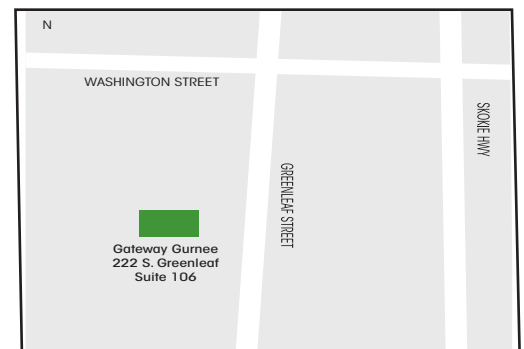 N
WASHINGTON STREET
SKOKIE HWY
GREENLEAF STREET
Gateway Gurnee
222 S. Greenleaf
Suite 106